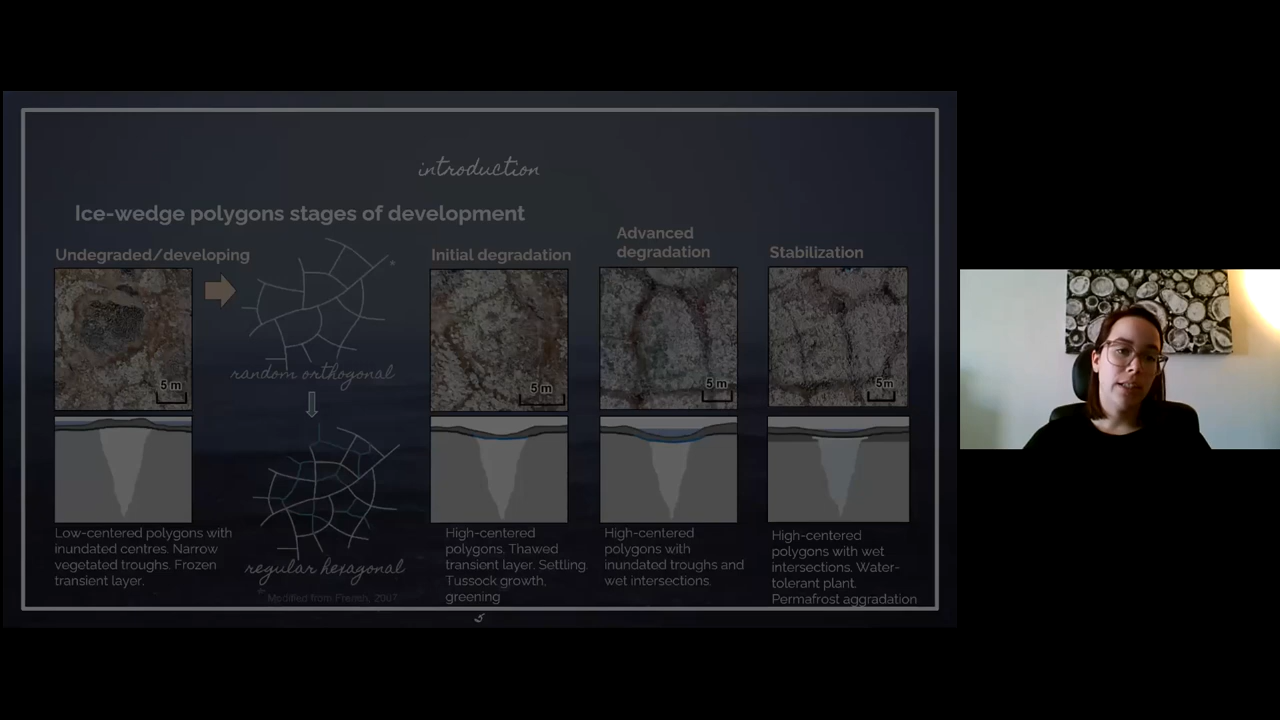 introduction
Ice-wedge polygons stages of development
Undegraded/developing
Initial degradation
Advanced
degradation
Stabilization
*
random orthogonal
5 m
5 m
5 m
5m
regular hexagonal
* Modified from French, 2007
Low-centered polygons with
inundated centres. Narrow
vegetated troughs. Frozen
transient layer.
High-centered
polygons. Thawed
transient layer. Settling.
Tussock growth,
greening
High-centered
polygons with
inundated troughs and
wet intersections.
High-centered
polygons with wet
intersections. Water-
tolerant plant.
Permafrost aggradation
5